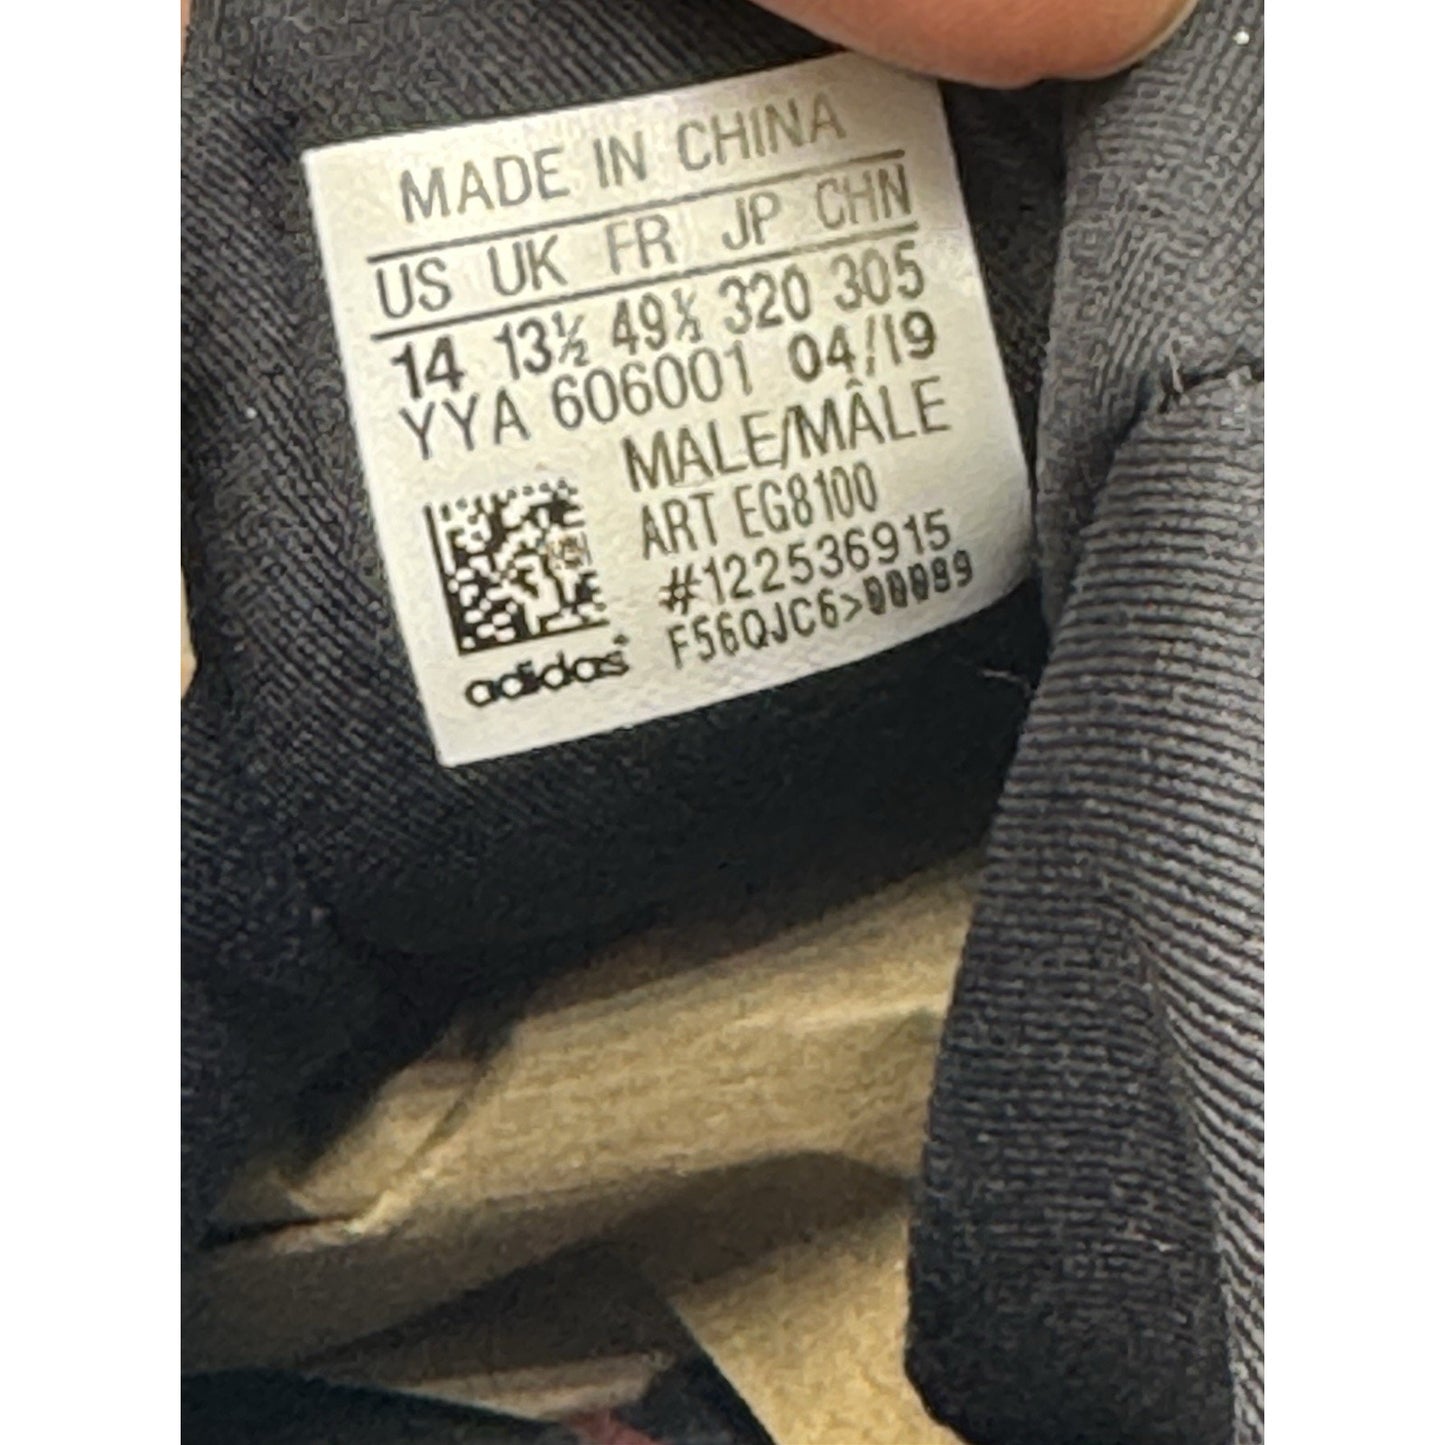 MADE IN CHINA
US UK FR JP CHN
14 13½ 49⅓ 320 305
YYA 606001 04/19
MALE/MÂLE
ART EG8100
#122536915
F56QJC6>00089
adidas